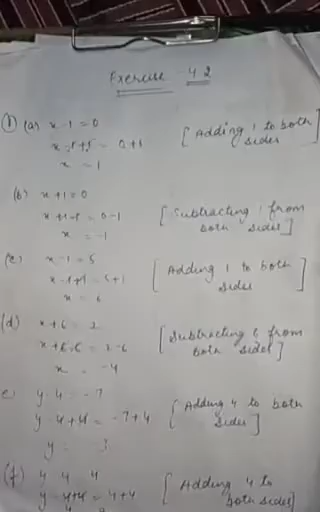 Exercise 4.2
(1) (a) x-1=0
x-1+1 = 0+1 [Adding 1 to both sides]
x = 1
(b) x+1=0
x+1-1 = 0-1 [Subtracting 1 from both sides]
x = -1
(c) x-1=5
x-1+1 = 5+1 [Adding 1 to both sides]
x = 6
(d) x+6 = 2
x+6-6 = 2-6 [Subtracting 6 from both sides]
x = -4
e) y-4 = -7
y-4+4 = -7+4 [Adding 4 to both sides]
y = -3
(f) y-4 = 4
y-4+4 = 4+4 [Adding 4 to both sides]